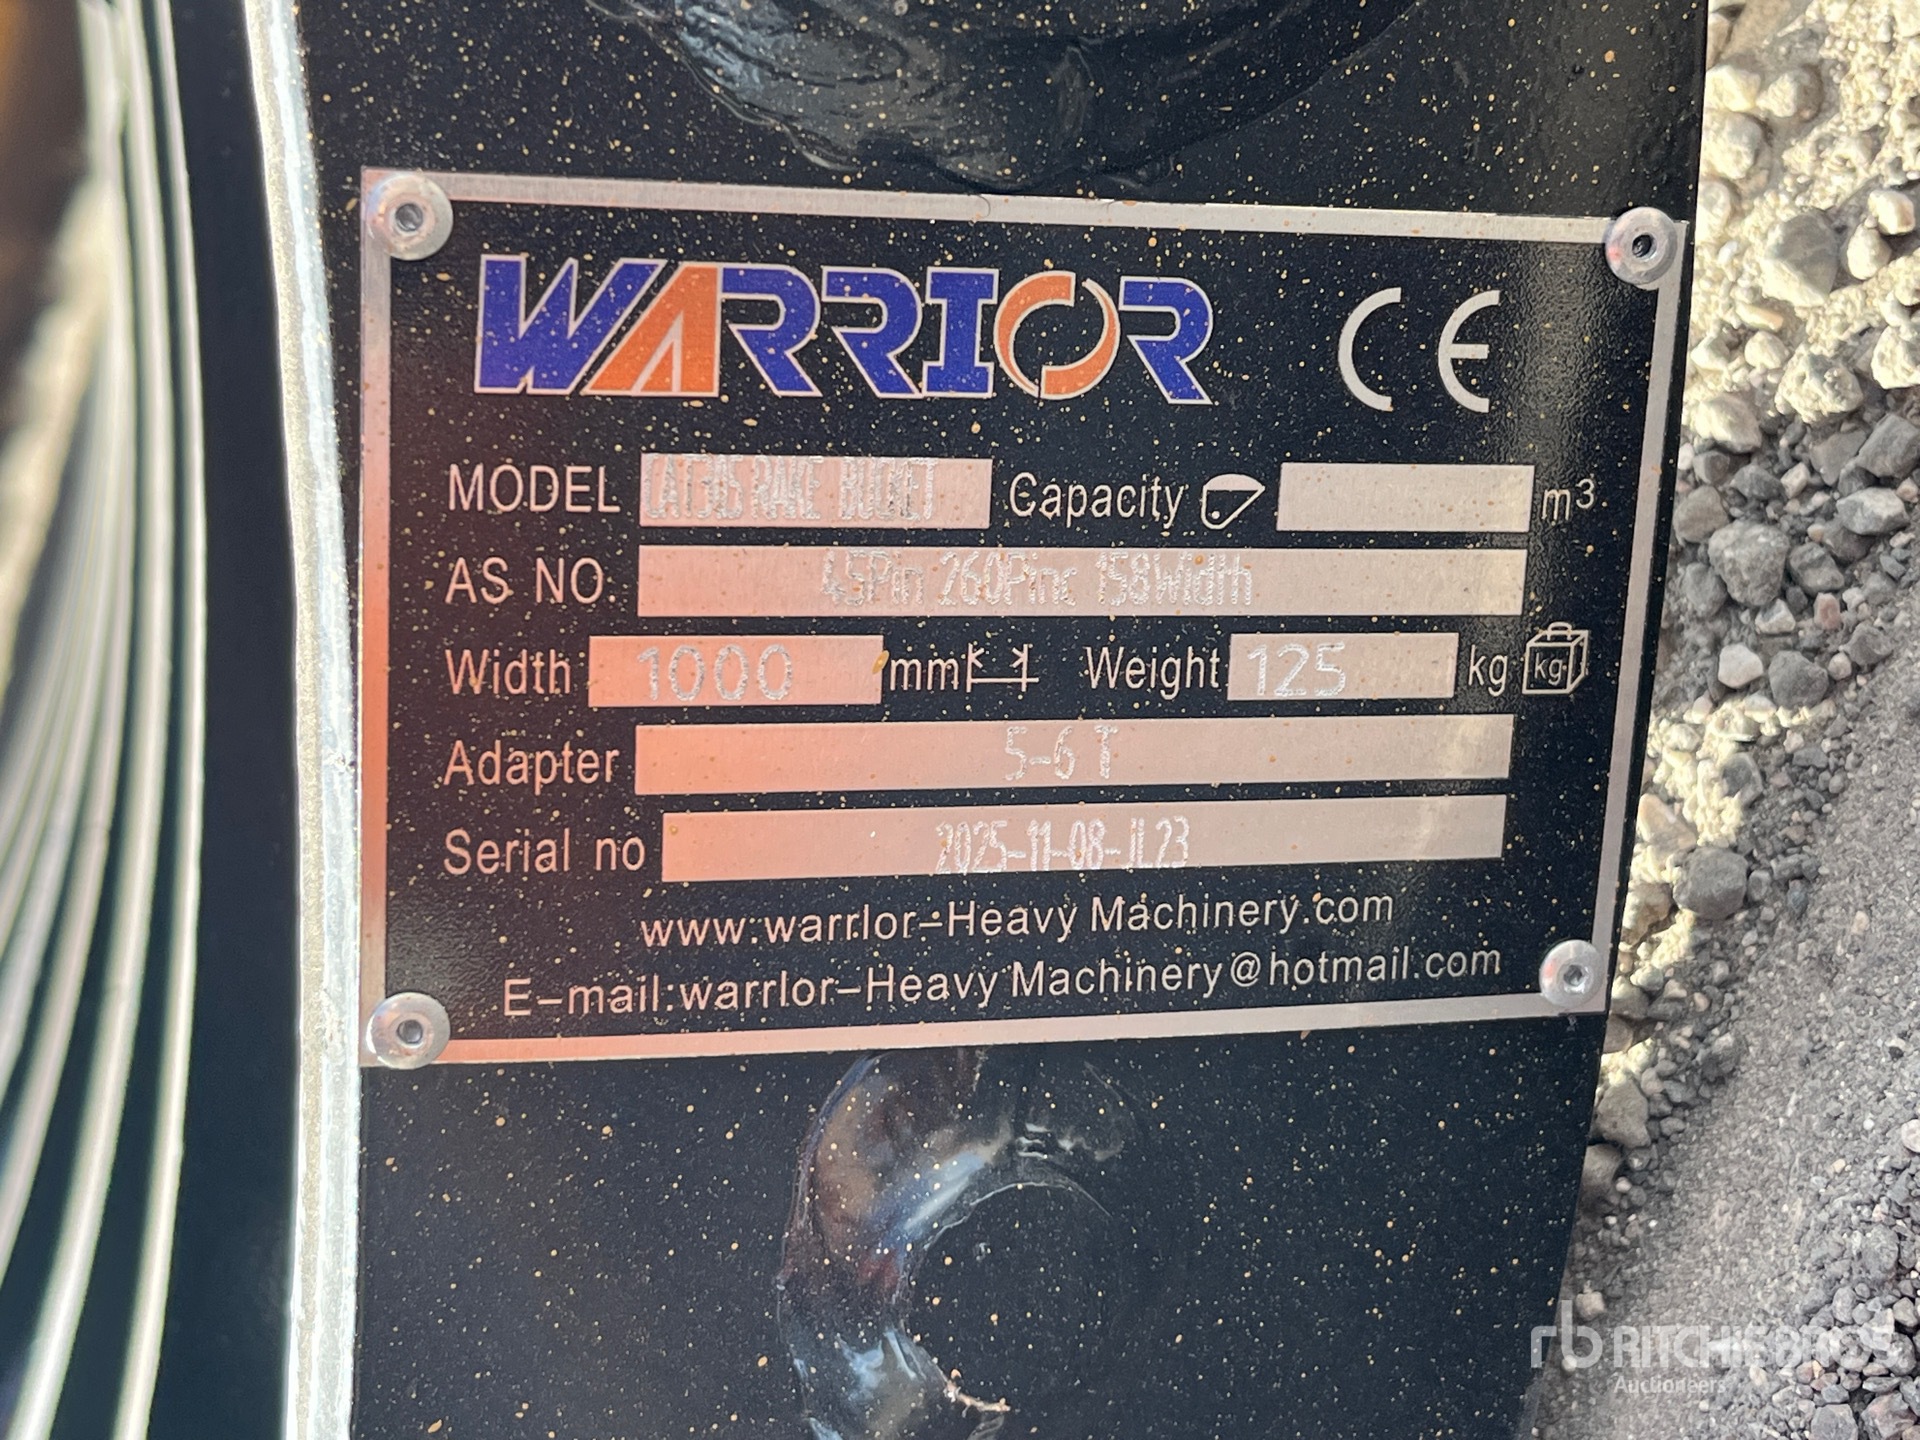 WARRIOR CE
MODEL CAT305 RAKE BUCKET Capacity m³
AS NO. 45Pin 260Pinc 158Width
Width 1000 mm Weight 125 kg kg
Adapter 5-6 T
Serial no 2025-11-08-JL23
www.warrlor-Heavy Machinery.com
E-mail:warrlor-Heavy Machinery@hotmail.com
rb RITCHIE BROS
Auctioneers